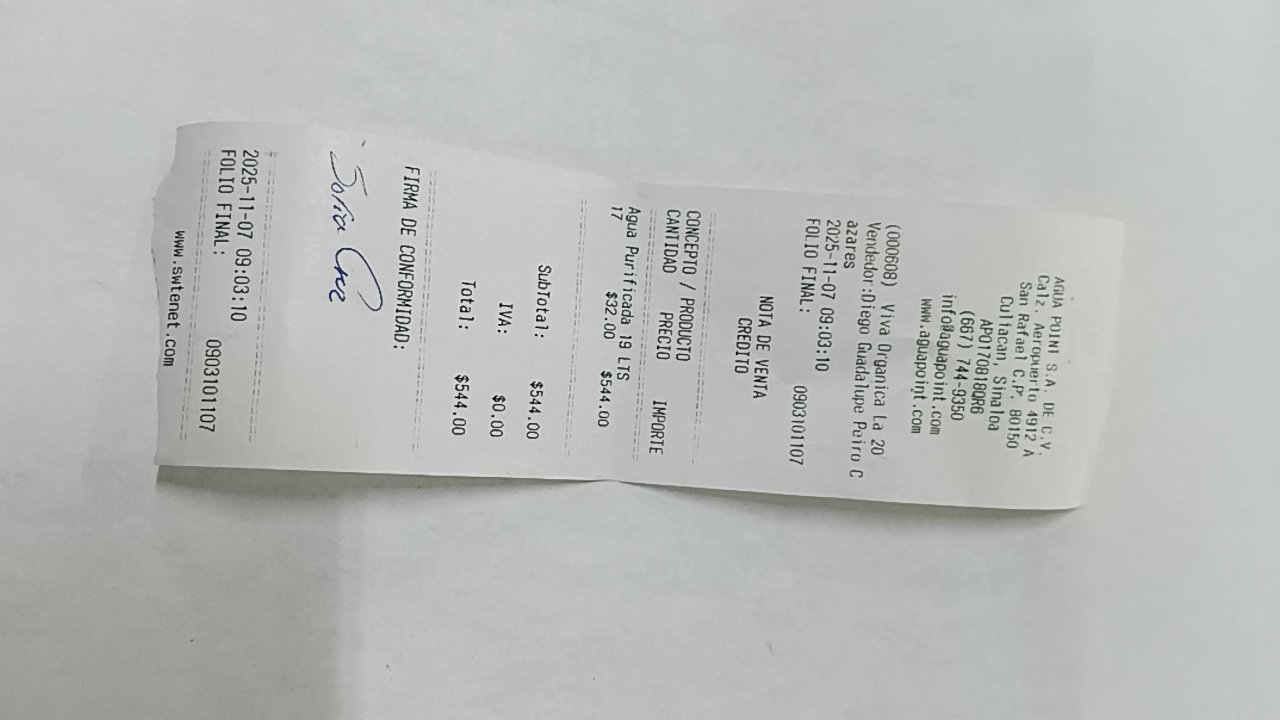 AGUA POINT S.A. DE C.V.
Calz. Aeropuerto 4912 A
San Rafael C.P. 80150
Culiacan, Sinaloa
APO170818QR6
(667) 744-9350
info@aguapoint.com
www.aguapoint.com
(000608) Viva Organica La 20
Vendedor:Diego Guadalupe Peiro C
azares
2025-11-07 09:03:10
FOLIO FINAL: 0903101107
NOTA DE VENTA
CREDITO
CONCEPTO / PRODUCTO
CANTIDAD PRECIO IMPORTE
Agua Purificada 19 LTS
17 $32.00 $544.00
SubTotal: $544.00
IVA: $0.00
Total: $544.00
FIRMA DE CONFORMIDAD:
Sofia Cruz
2025-11-07 09:03:10
FOLIO FINAL: 0903101107
www.swtenet.com